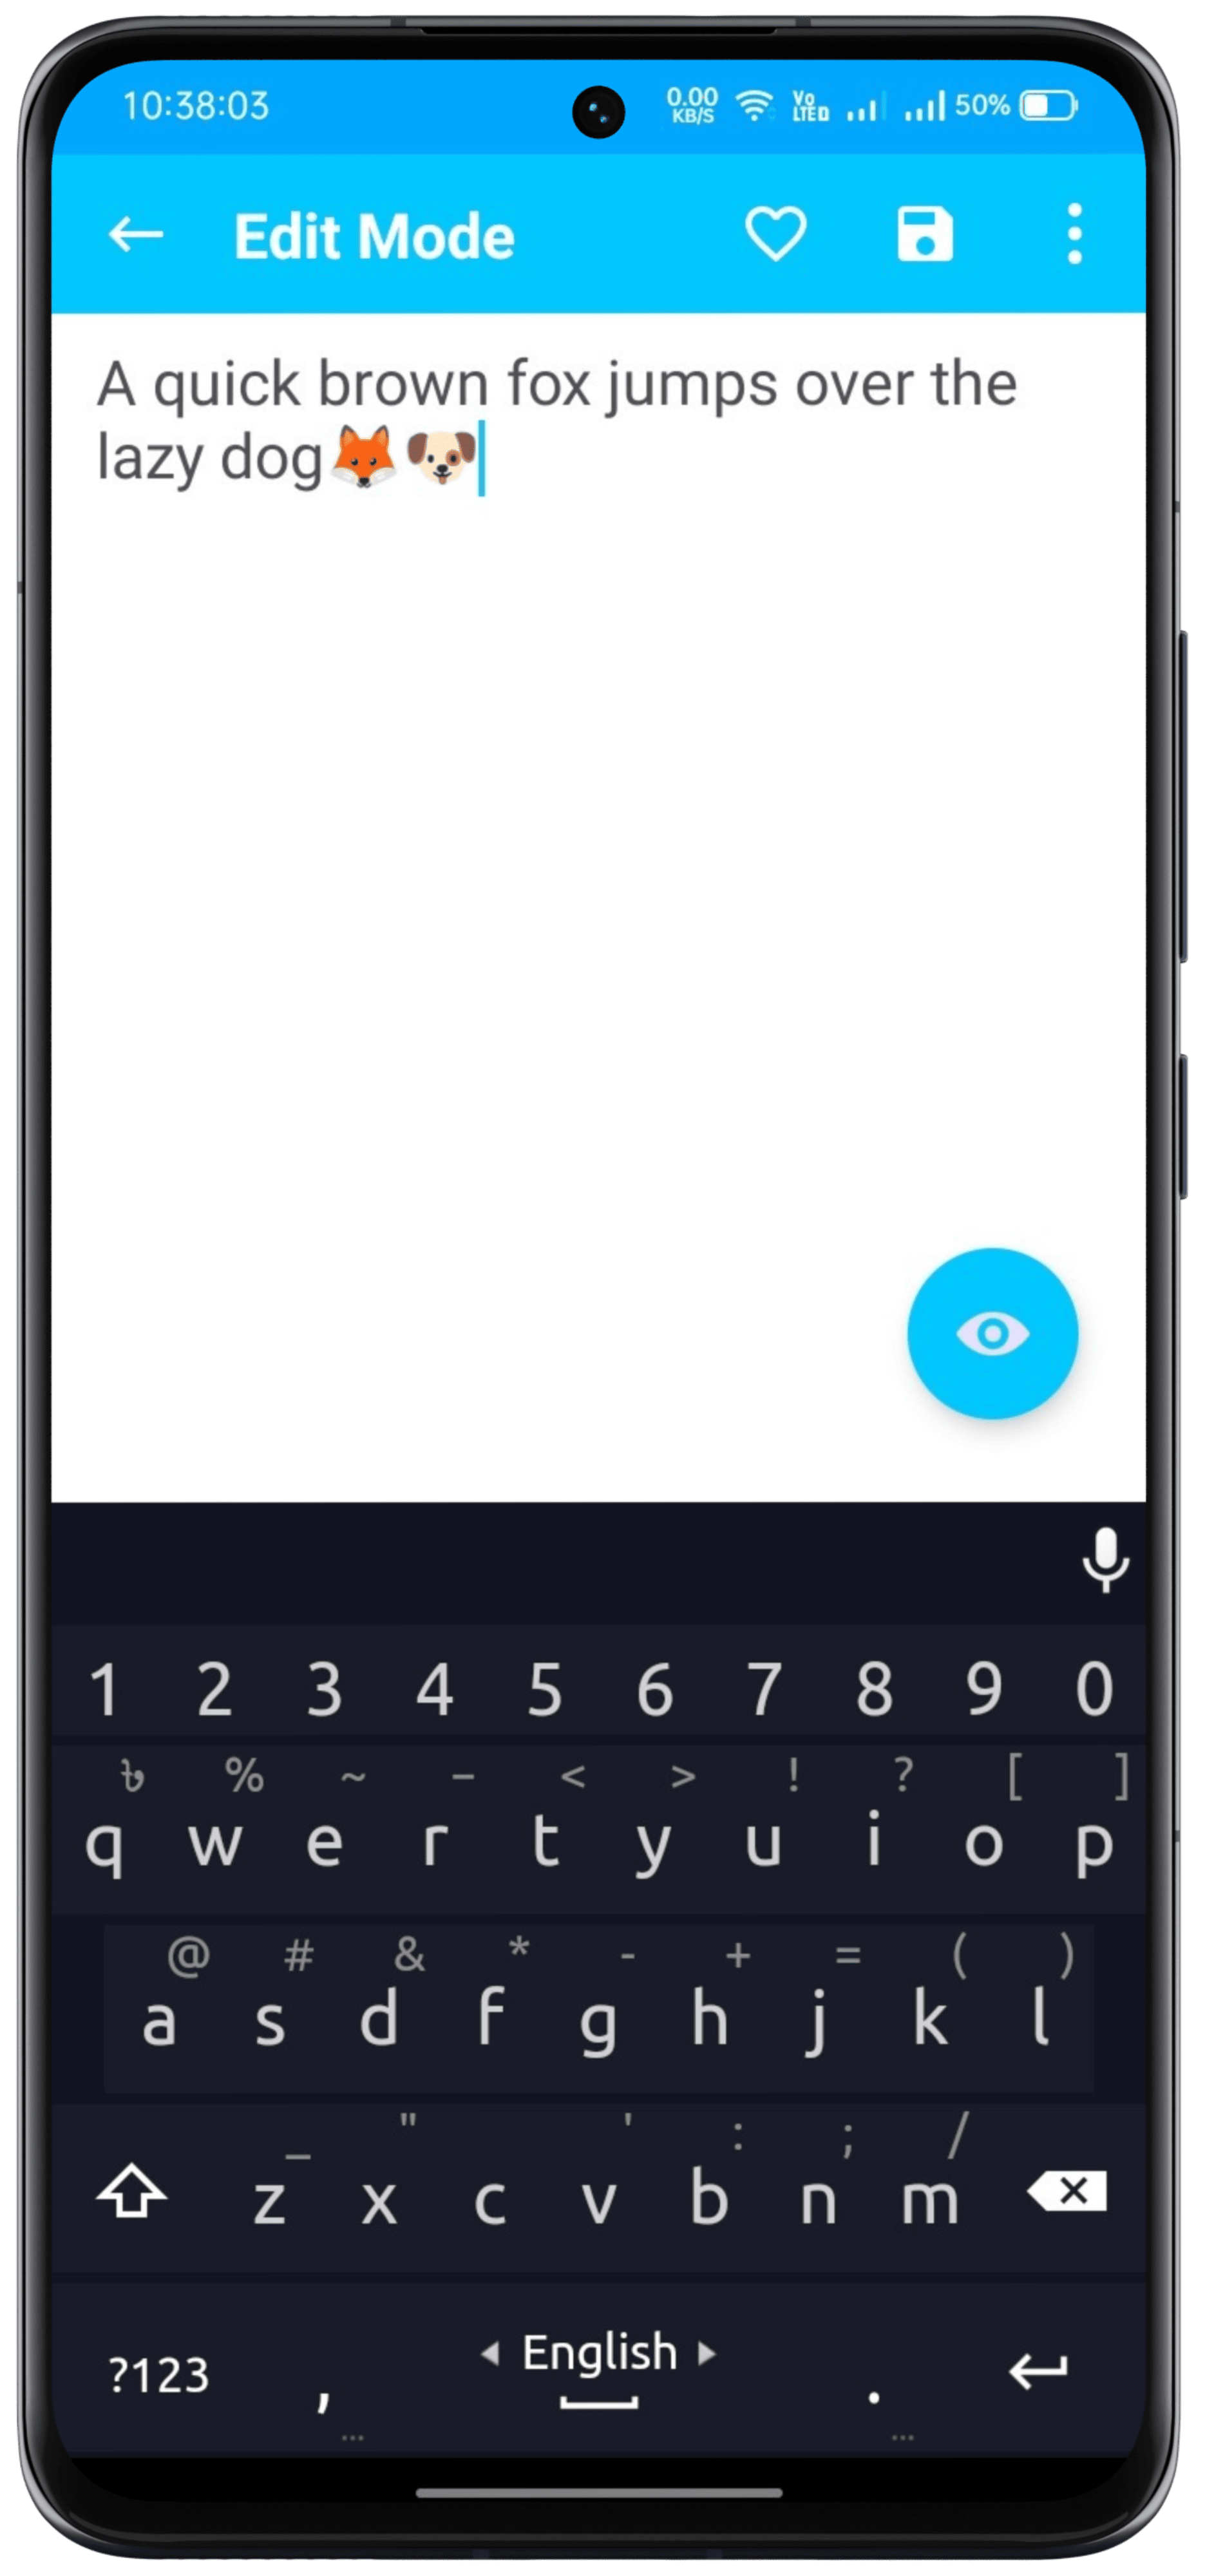 10:38:03 0.00 KB/S Vo LTED 50%
Edit Mode
A quick brown fox jumps over the
lazy dog🦊🐶
1 2 3 4 5 6 7 8 9 0
৳ % ~ − < > ! ? [ ]
q w e r t y u i o p
@ # & * - + = ( )
a s d f g h j k l
_ " ' : ; /
z x c v b n m
?123 , ◂ English ▸ .
... ...